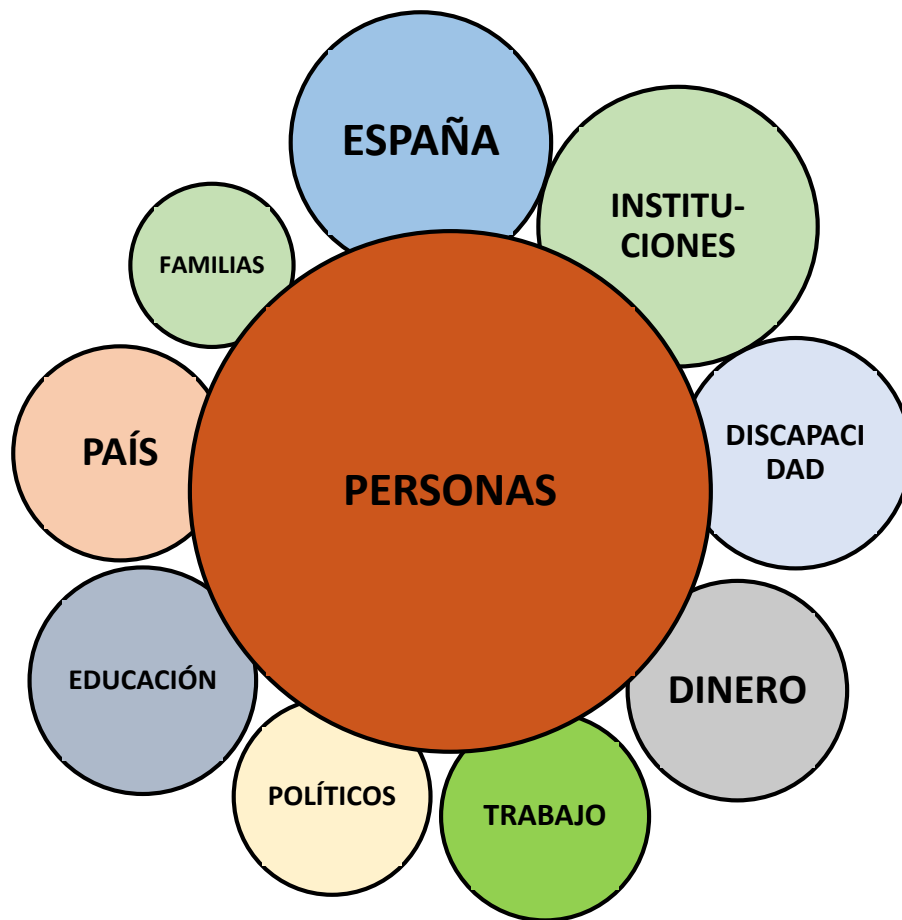 ESPAÑA
INSTITU-
CIONES
FAMILIAS
DISCAPACI
DAD
PAÍS
PERSONAS
EDUCACIÓN
DINERO
POLÍTICOS
TRABAJO